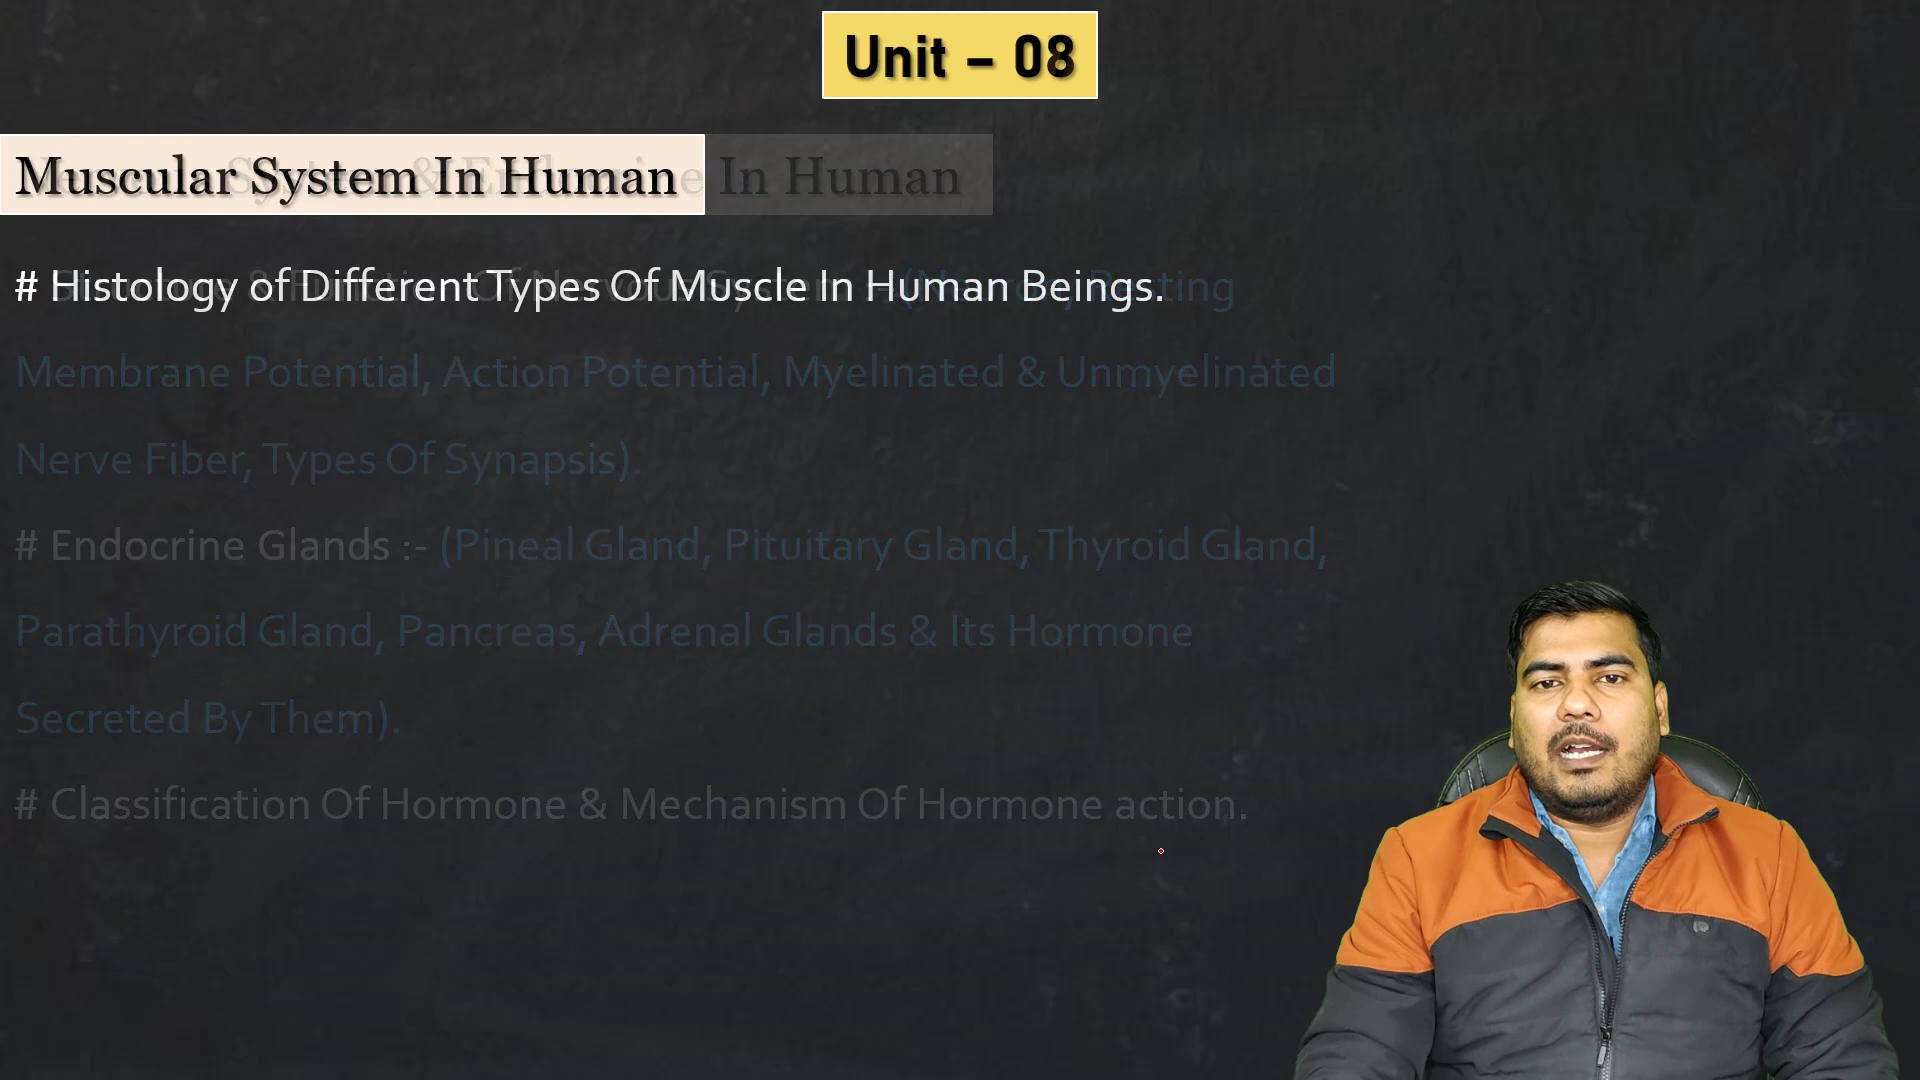 Unit – 08
Muscular System In Human
In Human
# Histology of Different Types Of Muscle In Human Beings.
Membrane Potential, Action Potential, Myelinated & Unmyelinated
Nerve Fiber, Types Of Synapsis).
# Endocrine Glands :- (Pineal Gland, Pituitary Gland, Thyroid Gland,
Parathyroid Gland, Pancreas, Adrenal Glands & Its Hormone
Secreted By Them).
# Classification Of Hormone & Mechanism Of Hormone action.